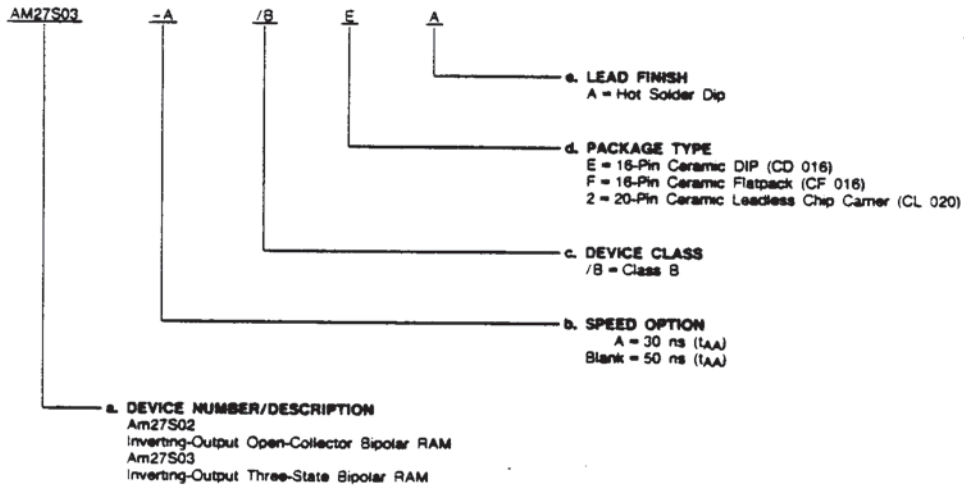 AM27S03 -A /B E A
e. LEAD FINISH
A = Hot Solder Dip
d. PACKAGE TYPE
E = 16-Pin Ceramic DIP (CD 016)
F = 16-Pin Ceramic Flatpack (CF 016)
2 = 20-Pin Ceramic Leadless Chip Carrier (CL 020)
c. DEVICE CLASS
/B = Class B
b. SPEED OPTION
A = 30 ns (tAA)
Blank = 50 ns (tAA)
a. DEVICE NUMBER/DESCRIPTION
Am27S02
Inverting-Output Open-Collector Bipolar RAM
Am27S03
Inverting-Output Three-State Bipolar RAM